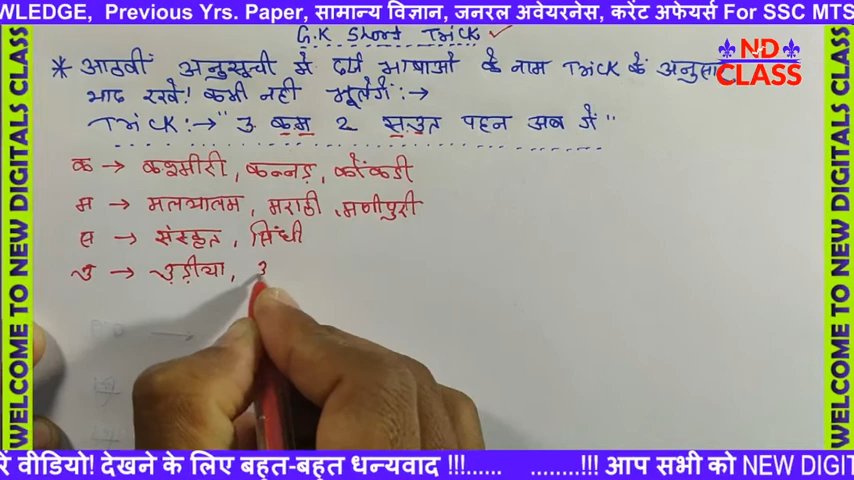 WLEDGE, Previous Yrs. Paper, सामान्य विज्ञान, जनरल अवेयरनेस, करेंट अफेयर्स For SSC MTS
G.K Short Trick ✓
ND
CLASS
* आठवीं अनुसूची में दर्ज भाषाओं के नाम Trick के अनुसा
याद रखें! कभी नहीं भूलेगें :→
Trick :→ "3 कम 2 सउत पहन अब मे"
क → कश्मीरी, कन्नड़, कोंकडी
म → मलयालम, मराठी, मणीपुरी
स → संस्कृत, सिंधी
उ → उड़ीया, उ
WELCOME TO NEW DIGITALS CLASS
WELCOME TO NEW DIGITALS CLASS
रें वीडियो! देखने के लिए बहुत-बहुत धन्यवाद !!!...... ........!!! आप सभी को NEW DIGIT